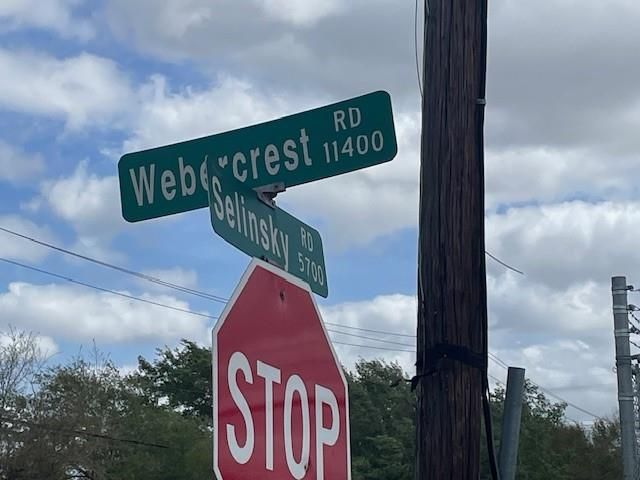 Webercrest RD 11400
Selinsky RD 5700
STOP